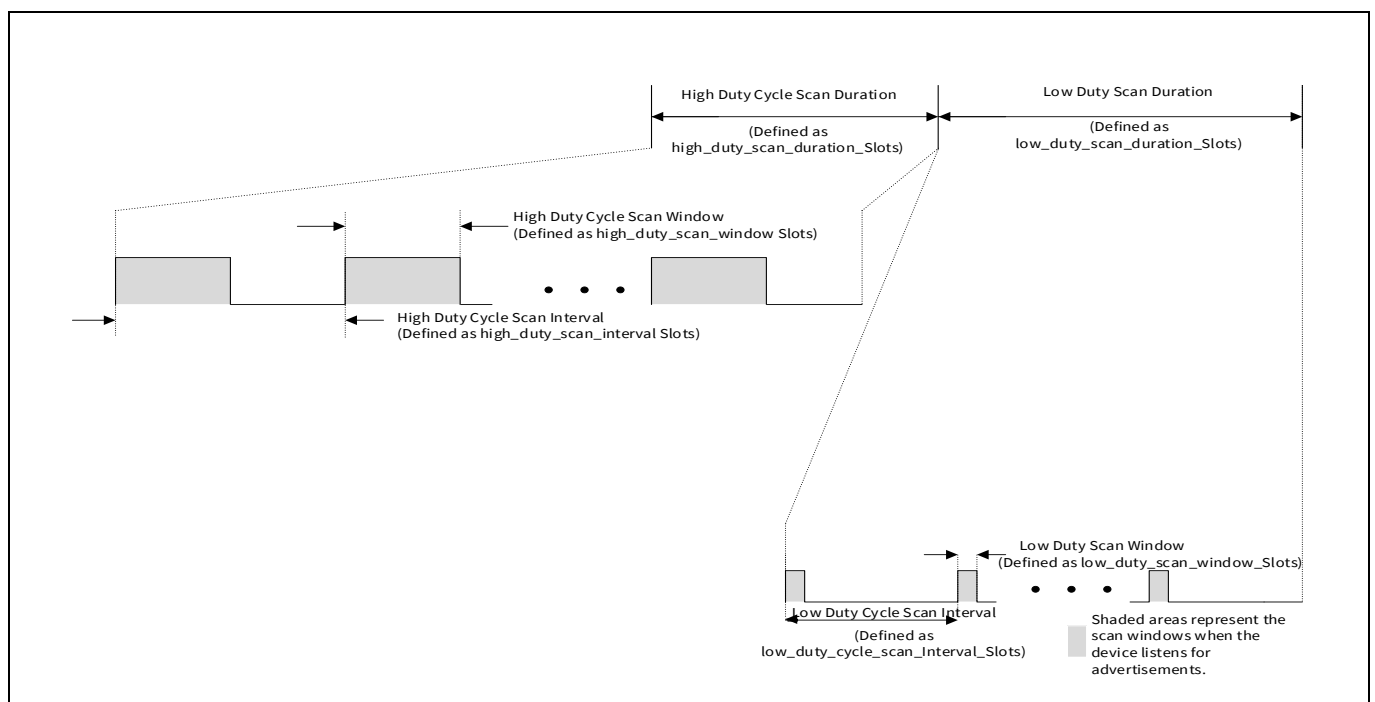 High Duty Cycle Scan Duration
(Defined as
high_duty_scan_duration_Slots)
Low Duty Scan Duration
(Defined as
low_duty_scan_duration_Slots)
High Duty Cycle Scan Window
(Defined as high_duty_scan_window Slots)
High Duty Cycle Scan Interval
(Defined as high_duty_scan_interval Slots)
Low Duty Scan Window
(Defined as low_duty_scan_window_Slots)
Low Duty Cycle Scan Interval
(Defined as
low_duty_cycle_scan_Interval_Slots)
Shaded areas represent the
scan windows when the
device listens for
advertisements.